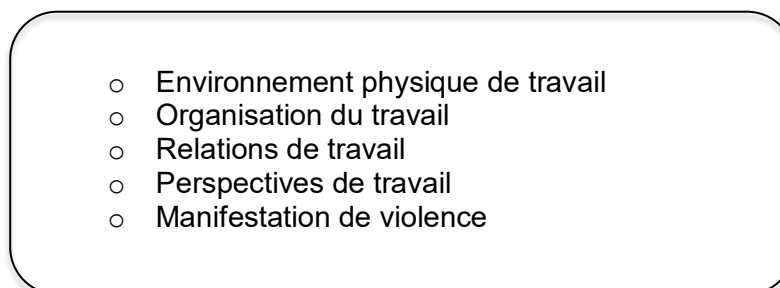 o Environnement physique de travail
o Organisation du travail
o Relations de travail
o Perspectives de travail
o Manifestation de violence